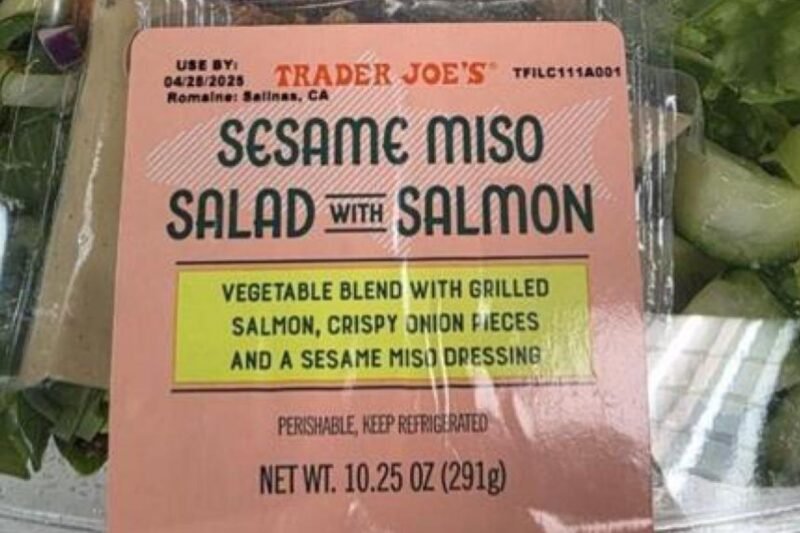 USE BY:
04/28/2025
Romaine: Salinas, CA
TRADER JOE'S®
TFILC111A001
SESAME MISO
SALAD WITH SALMON
VEGETABLE BLEND WITH GRILLED
SALMON, CRISPY ONION PIECES
AND A SESAME MISO DRESSING
PERISHABLE, KEEP REFRIGERATED
NET WT. 10.25 OZ (291g)